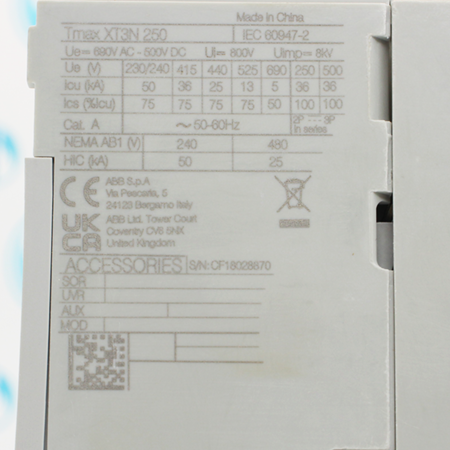 Made in China
Tmax XT3N 250 IEC 60947-2
Ue= 690V AC - 500V DC Ui= 800V Uimp= 8kV
Ue (V) 230/240 415 440 525 690 250 500
Icu (kA) 50 36 25 13 5 36 36
Ics (%Icu) 75 75 75 75 50 100 100
Cat. A ~50-60Hz 2P 3P in series
NEMA AB1 (V) 240 480
HIC (kA) 50 25
CE ABB S.p.A
Via Pescaria, 5
24123 Bergamo Italy
UK CA ABB Ltd, Tower Court
Coventry CV6 5NX
United Kingdom
ACCESSORIES S/N: CF18028870
SOR
UVR
AUX
MOD